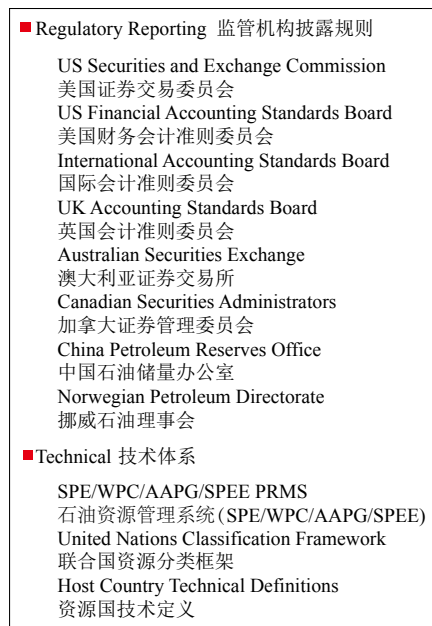 ■ Regulatory Reporting 监管机构披露规则
US Securities and Exchange Commission
美国证券交易委员会
US Financial Accounting Standards Board
美国财务会计准则委员会
International Accounting Standards Board
国际会计准则委员会
UK Accounting Standards Board
英国会计准则委员会
Australian Securities Exchange
澳大利亚证券交易所
Canadian Securities Administrators
加拿大证券管理委员会
China Petroleum Reserves Office
中国石油储量办公室
Norwegian Petroleum Directorate
挪威石油理事会
■ Technical 技术体系
SPE/WPC/AAPG/SPEE PRMS
石油资源管理系统(SPE/WPC/AAPG/SPEE)
United Nations Classification Framework
联合国资源分类框架
Host Country Technical Definitions
资源国技术定义